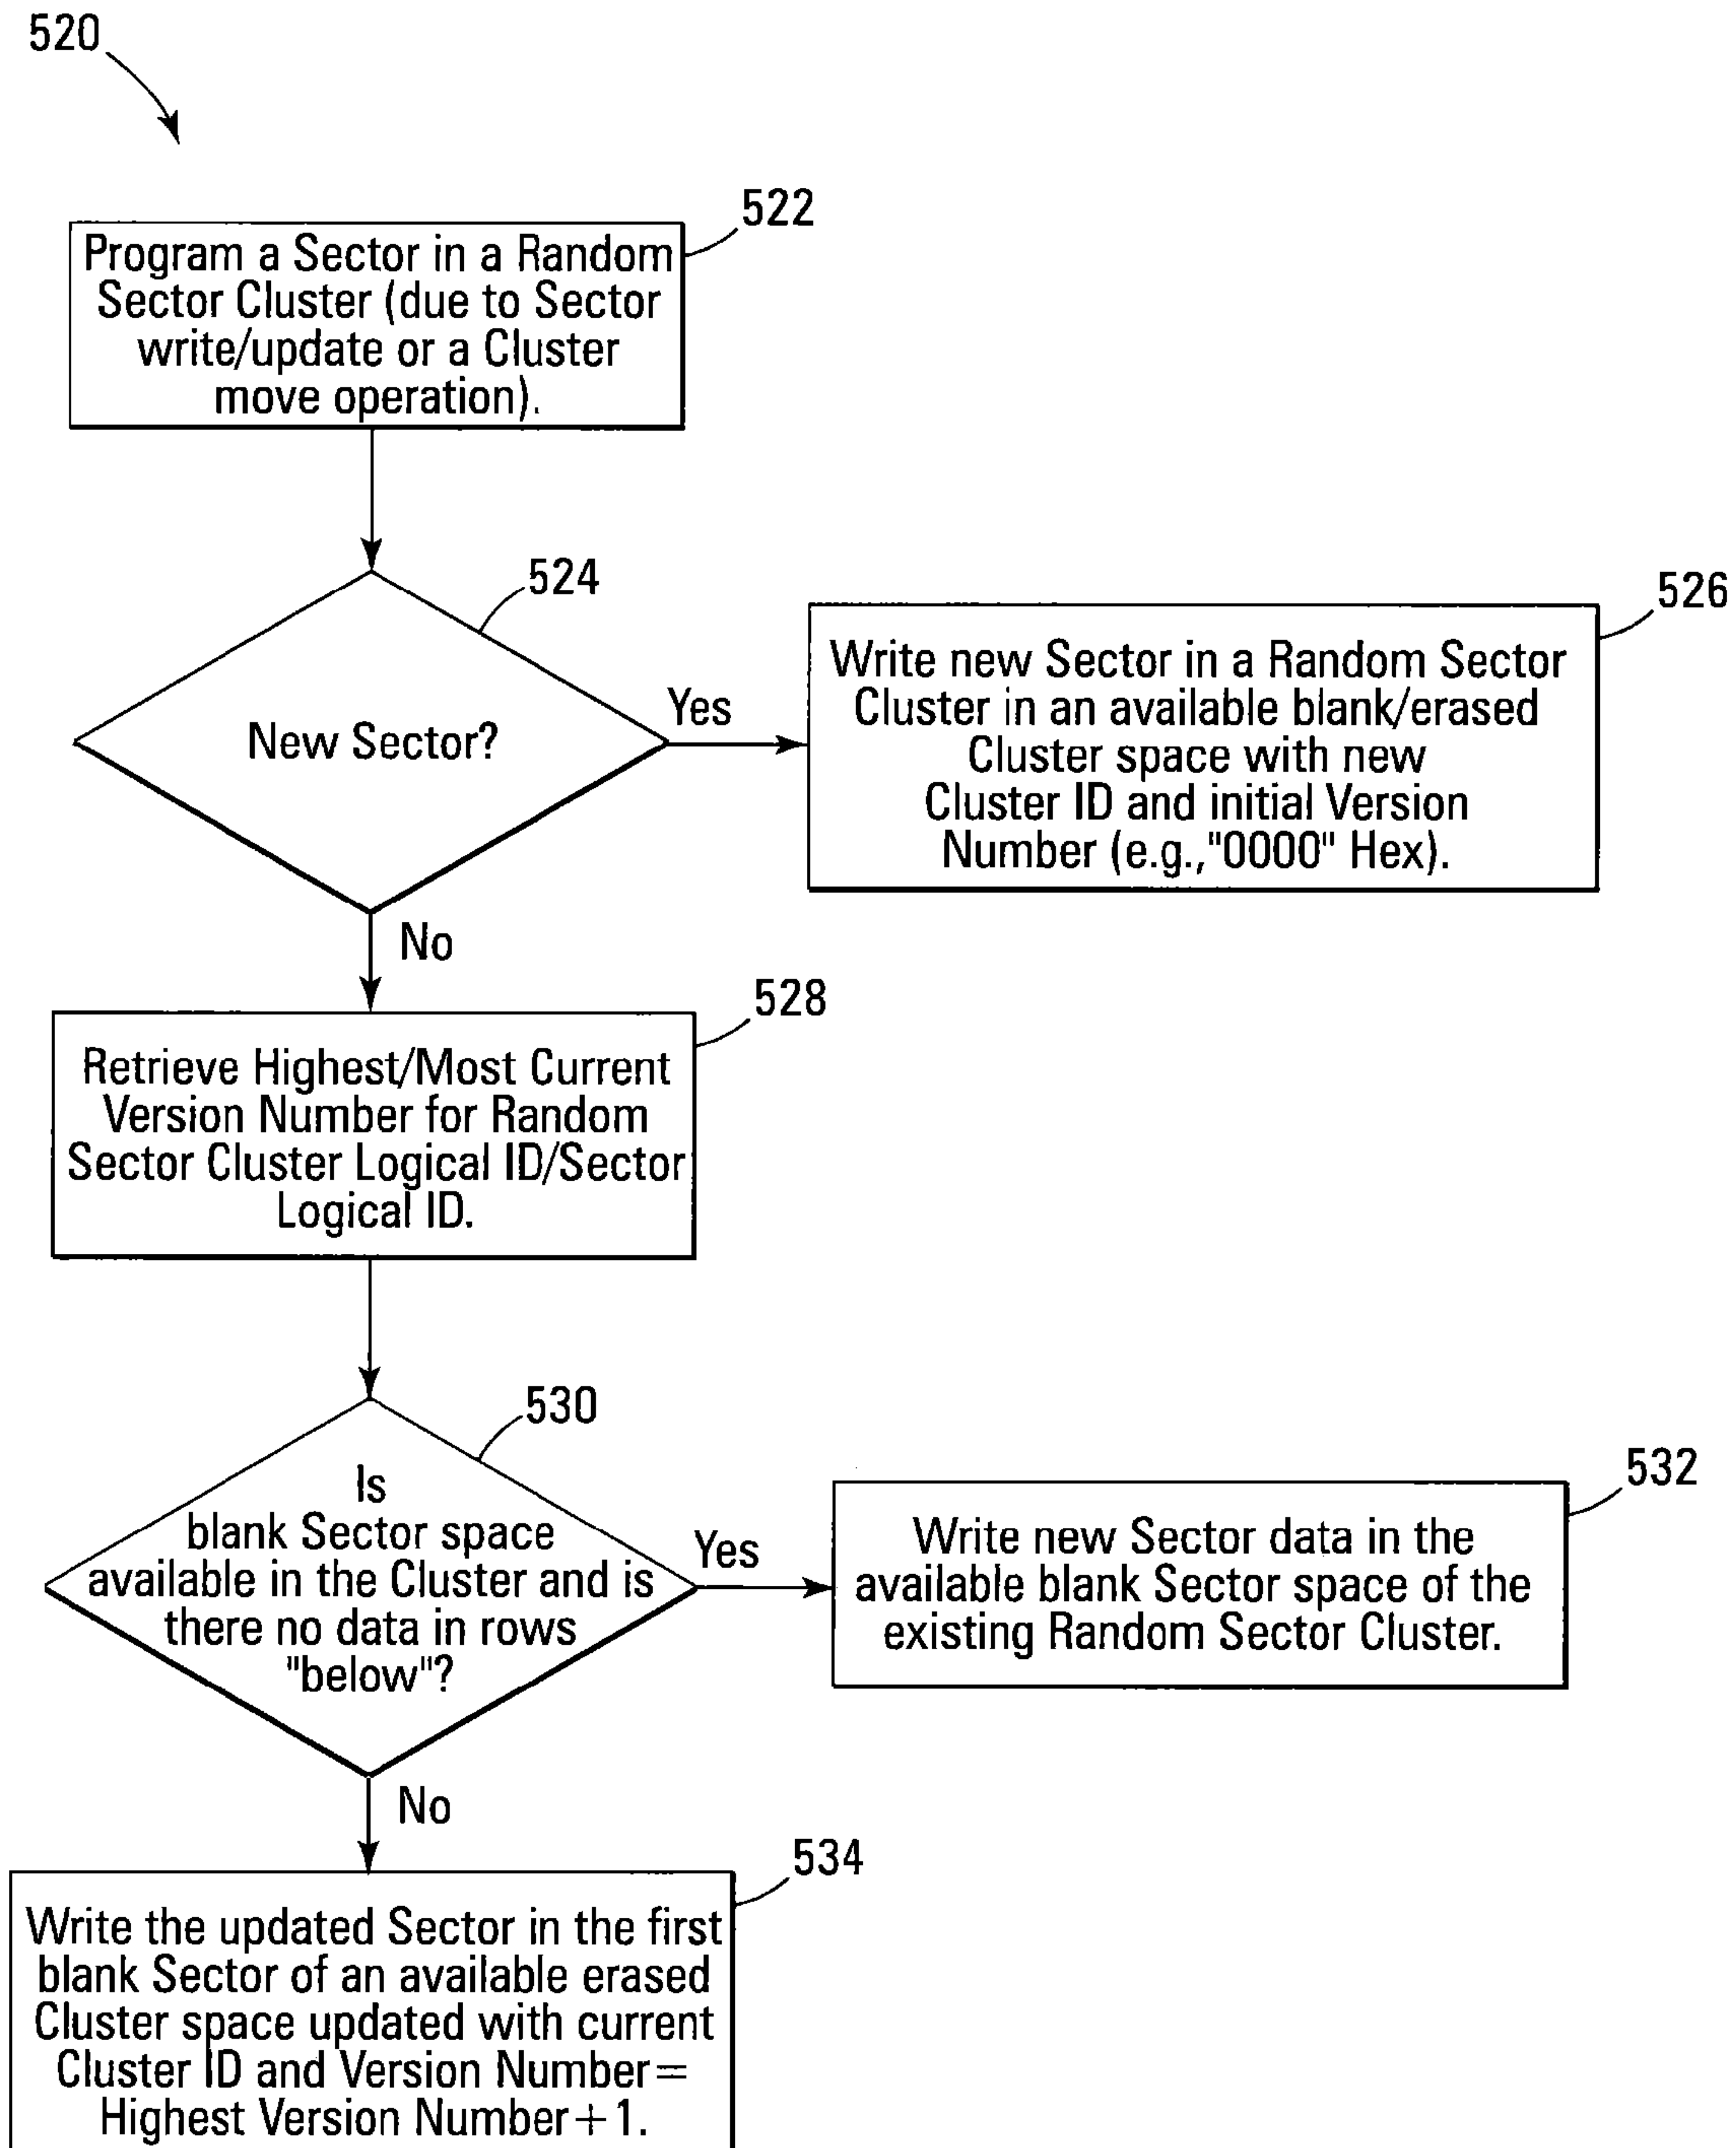 520
522
Program a Sector in a Random
Sector Cluster (due to Sector
write/update or a Cluster
move operation).
524
New Sector?
Yes
526
Write new Sector in a Random Sector
Cluster in an available blank/erased
Cluster space with new
Cluster ID and initial Version
Number (e.g.,"0000" Hex).
No
528
Retrieve Highest/Most Current
Version Number for Random
Sector Cluster Logical ID/Sector
Logical ID.
530
Is
blank Sector space
available in the Cluster and is
there no data in rows
"below"?
Yes
532
Write new Sector data in the
available blank Sector space of the
existing Random Sector Cluster.
No
534
Write the updated Sector in the first
blank Sector of an available erased
Cluster space updated with current
Cluster ID and Version Number=
Highest Version Number+1.